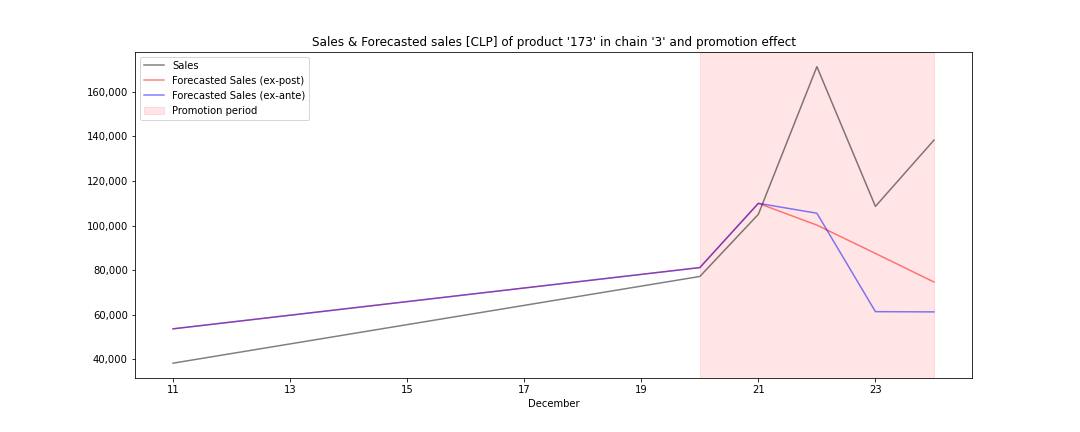 Sales & Forecasted sales [CLP] of product '173' in chain '3' and promotion effect
Sales
Forecasted Sales (ex-post)
Forecasted Sales (ex-ante)
Promotion period
160,000
140,000
120,000
100,000
80,000
60,000
40,000
11 13 15 17 19 21 23
December